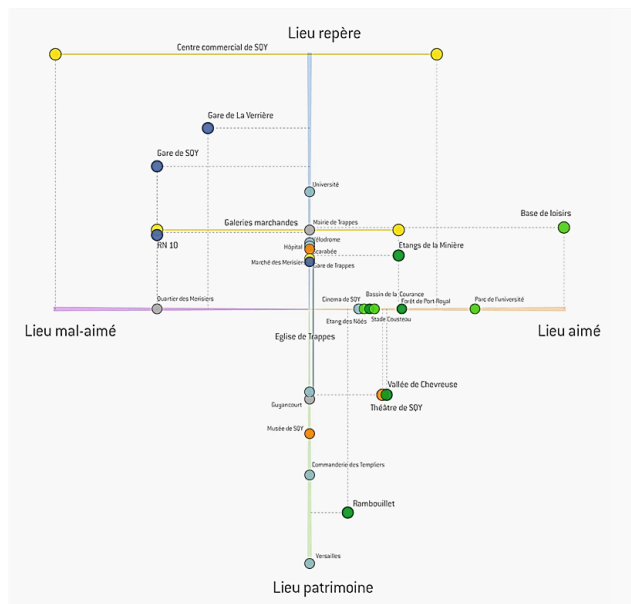 Lieu repère
Centre commercial de SQY
Gare de La Verrière
Gare de SQY
Université
Base de loisirs
Galeries marchandes
Mairie de Trappes
RN 10
Vélodrome
Hôpital
Scarabée
Etangs de la Minière
Marché des Merisiers
Gare de Trappes
Quartier des Merisiers
Cinema de SQY
Bassin de la Courance
Forêt de Port Royal
Parc de l'université
Etang des Noës
Stade Cousteau
Lieu mal-aimé
Lieu aimé
Eglise de Trappes
Vallée de Chevreuse
Guyancourt
Théâtre de SQY
Musée de SQY
Commanderie des Templiers
Rambouillet
Versailles
Lieu patrimoine